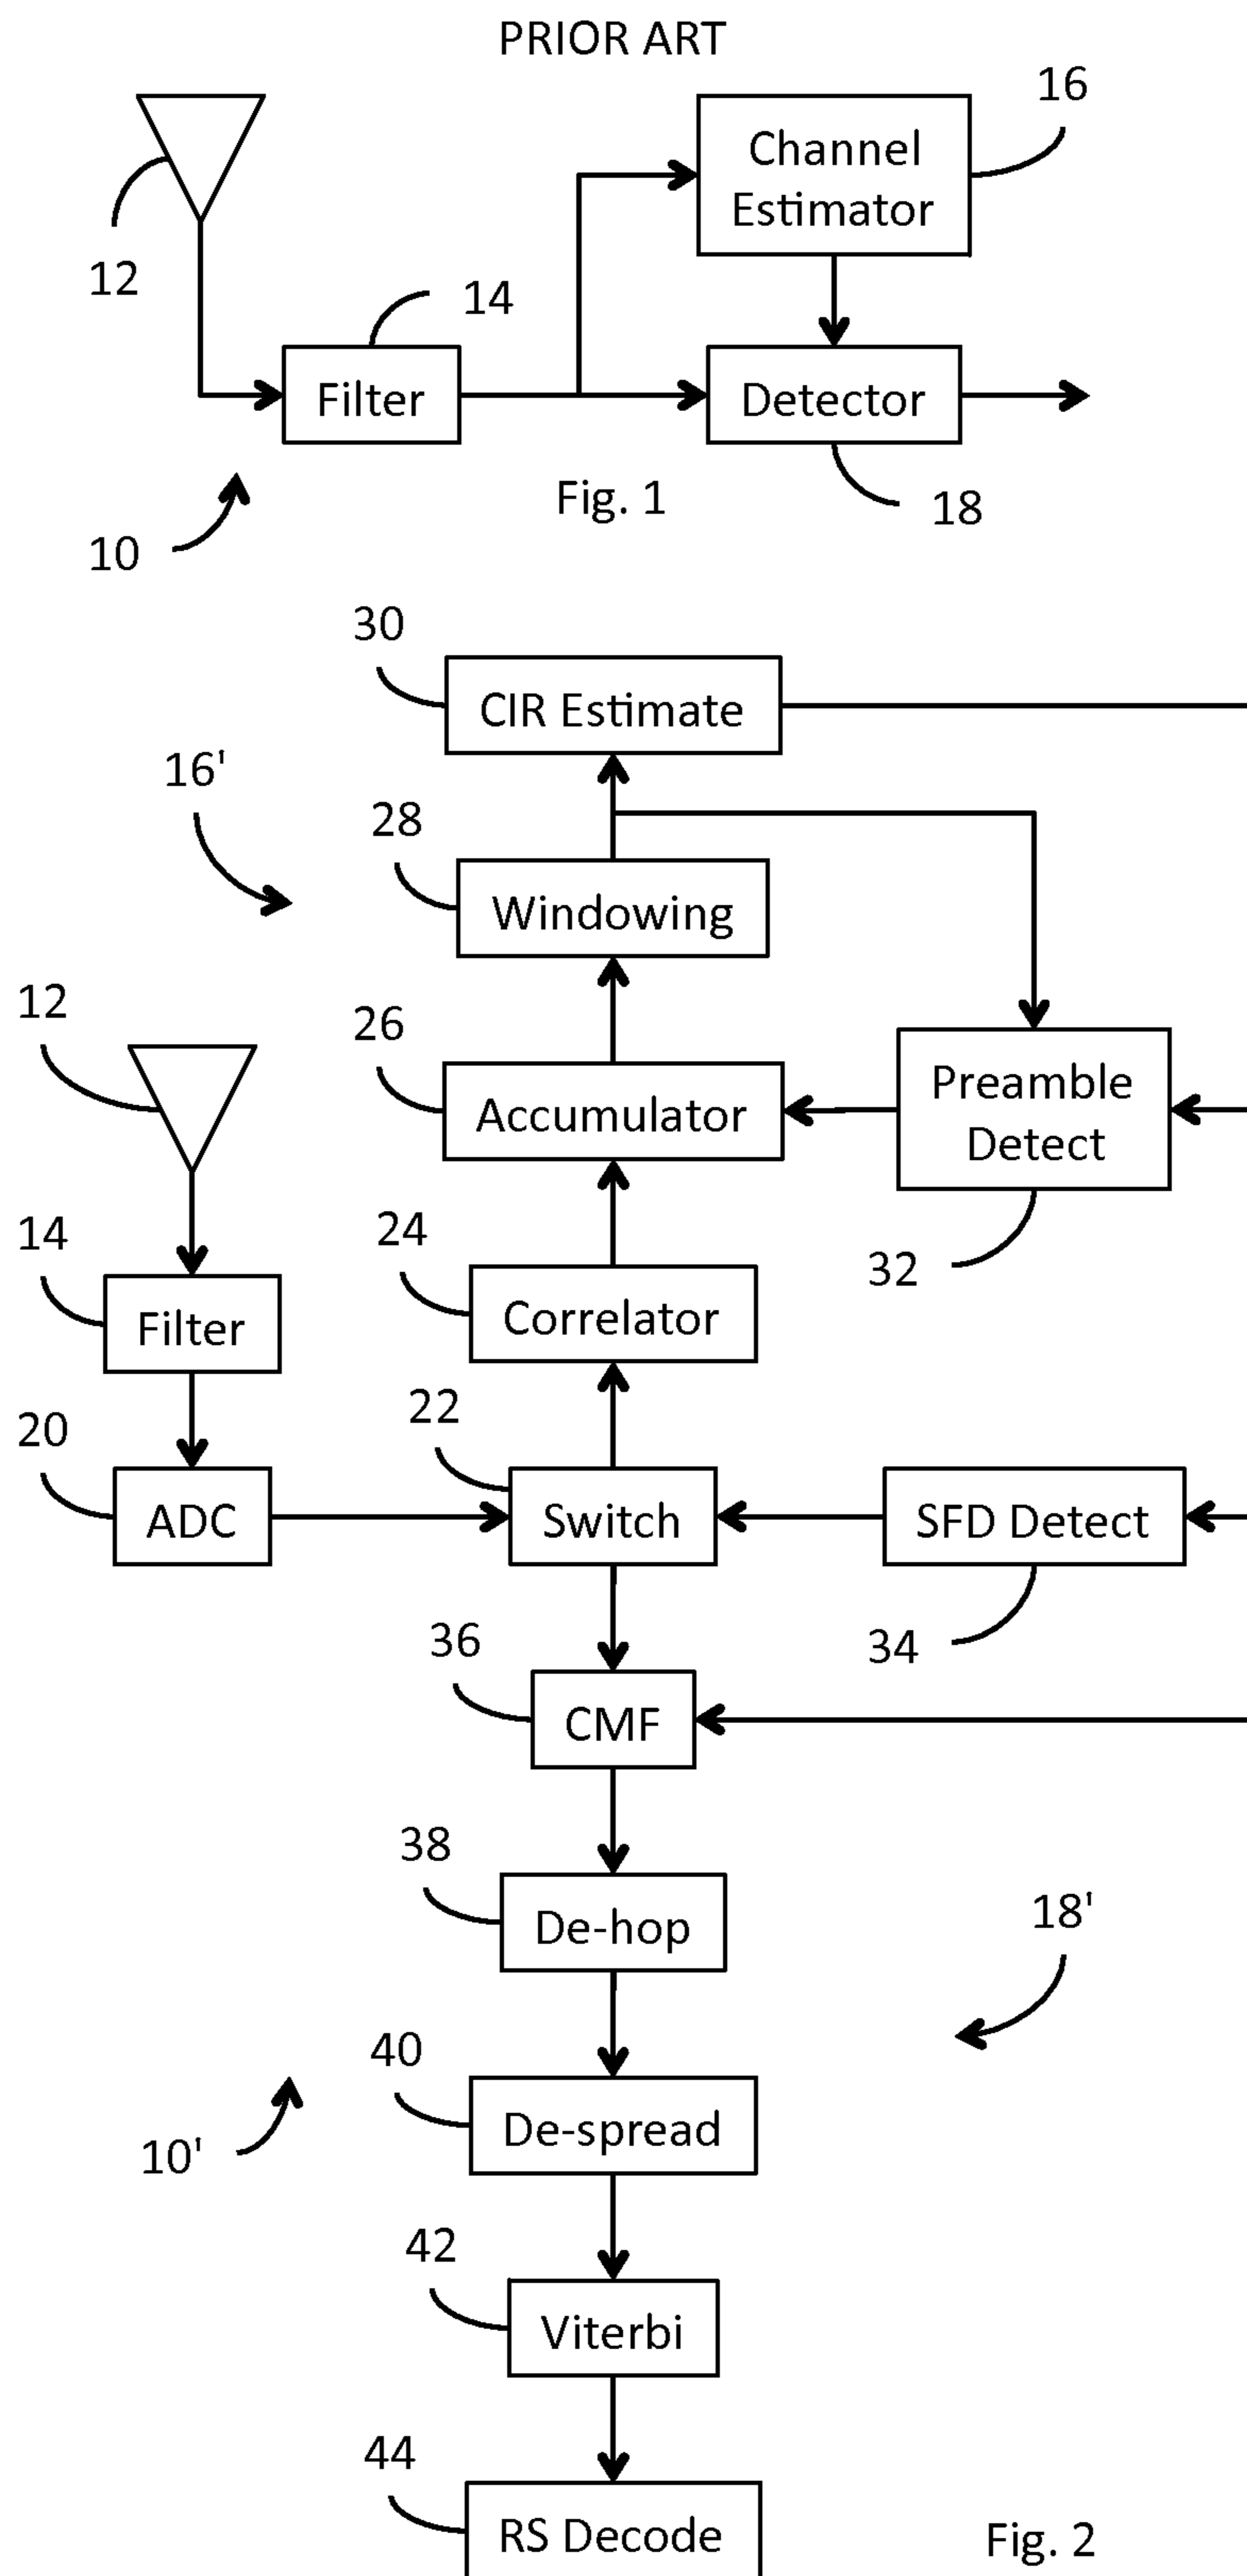 PRIOR ART
16
Channel
Estimator
12
14
Filter
Detector
Fig. 1
18
10
30
CIR Estimate
16'
28
Windowing
12
26
Accumulator
Preamble
Detect
14
24
32
Filter
Correlator
20
22
ADC
Switch
SFD Detect
36
34
CMF
38
De-hop
18'
40
De-spread
10'
42
Viterbi
44
RS Decode
Fig. 2